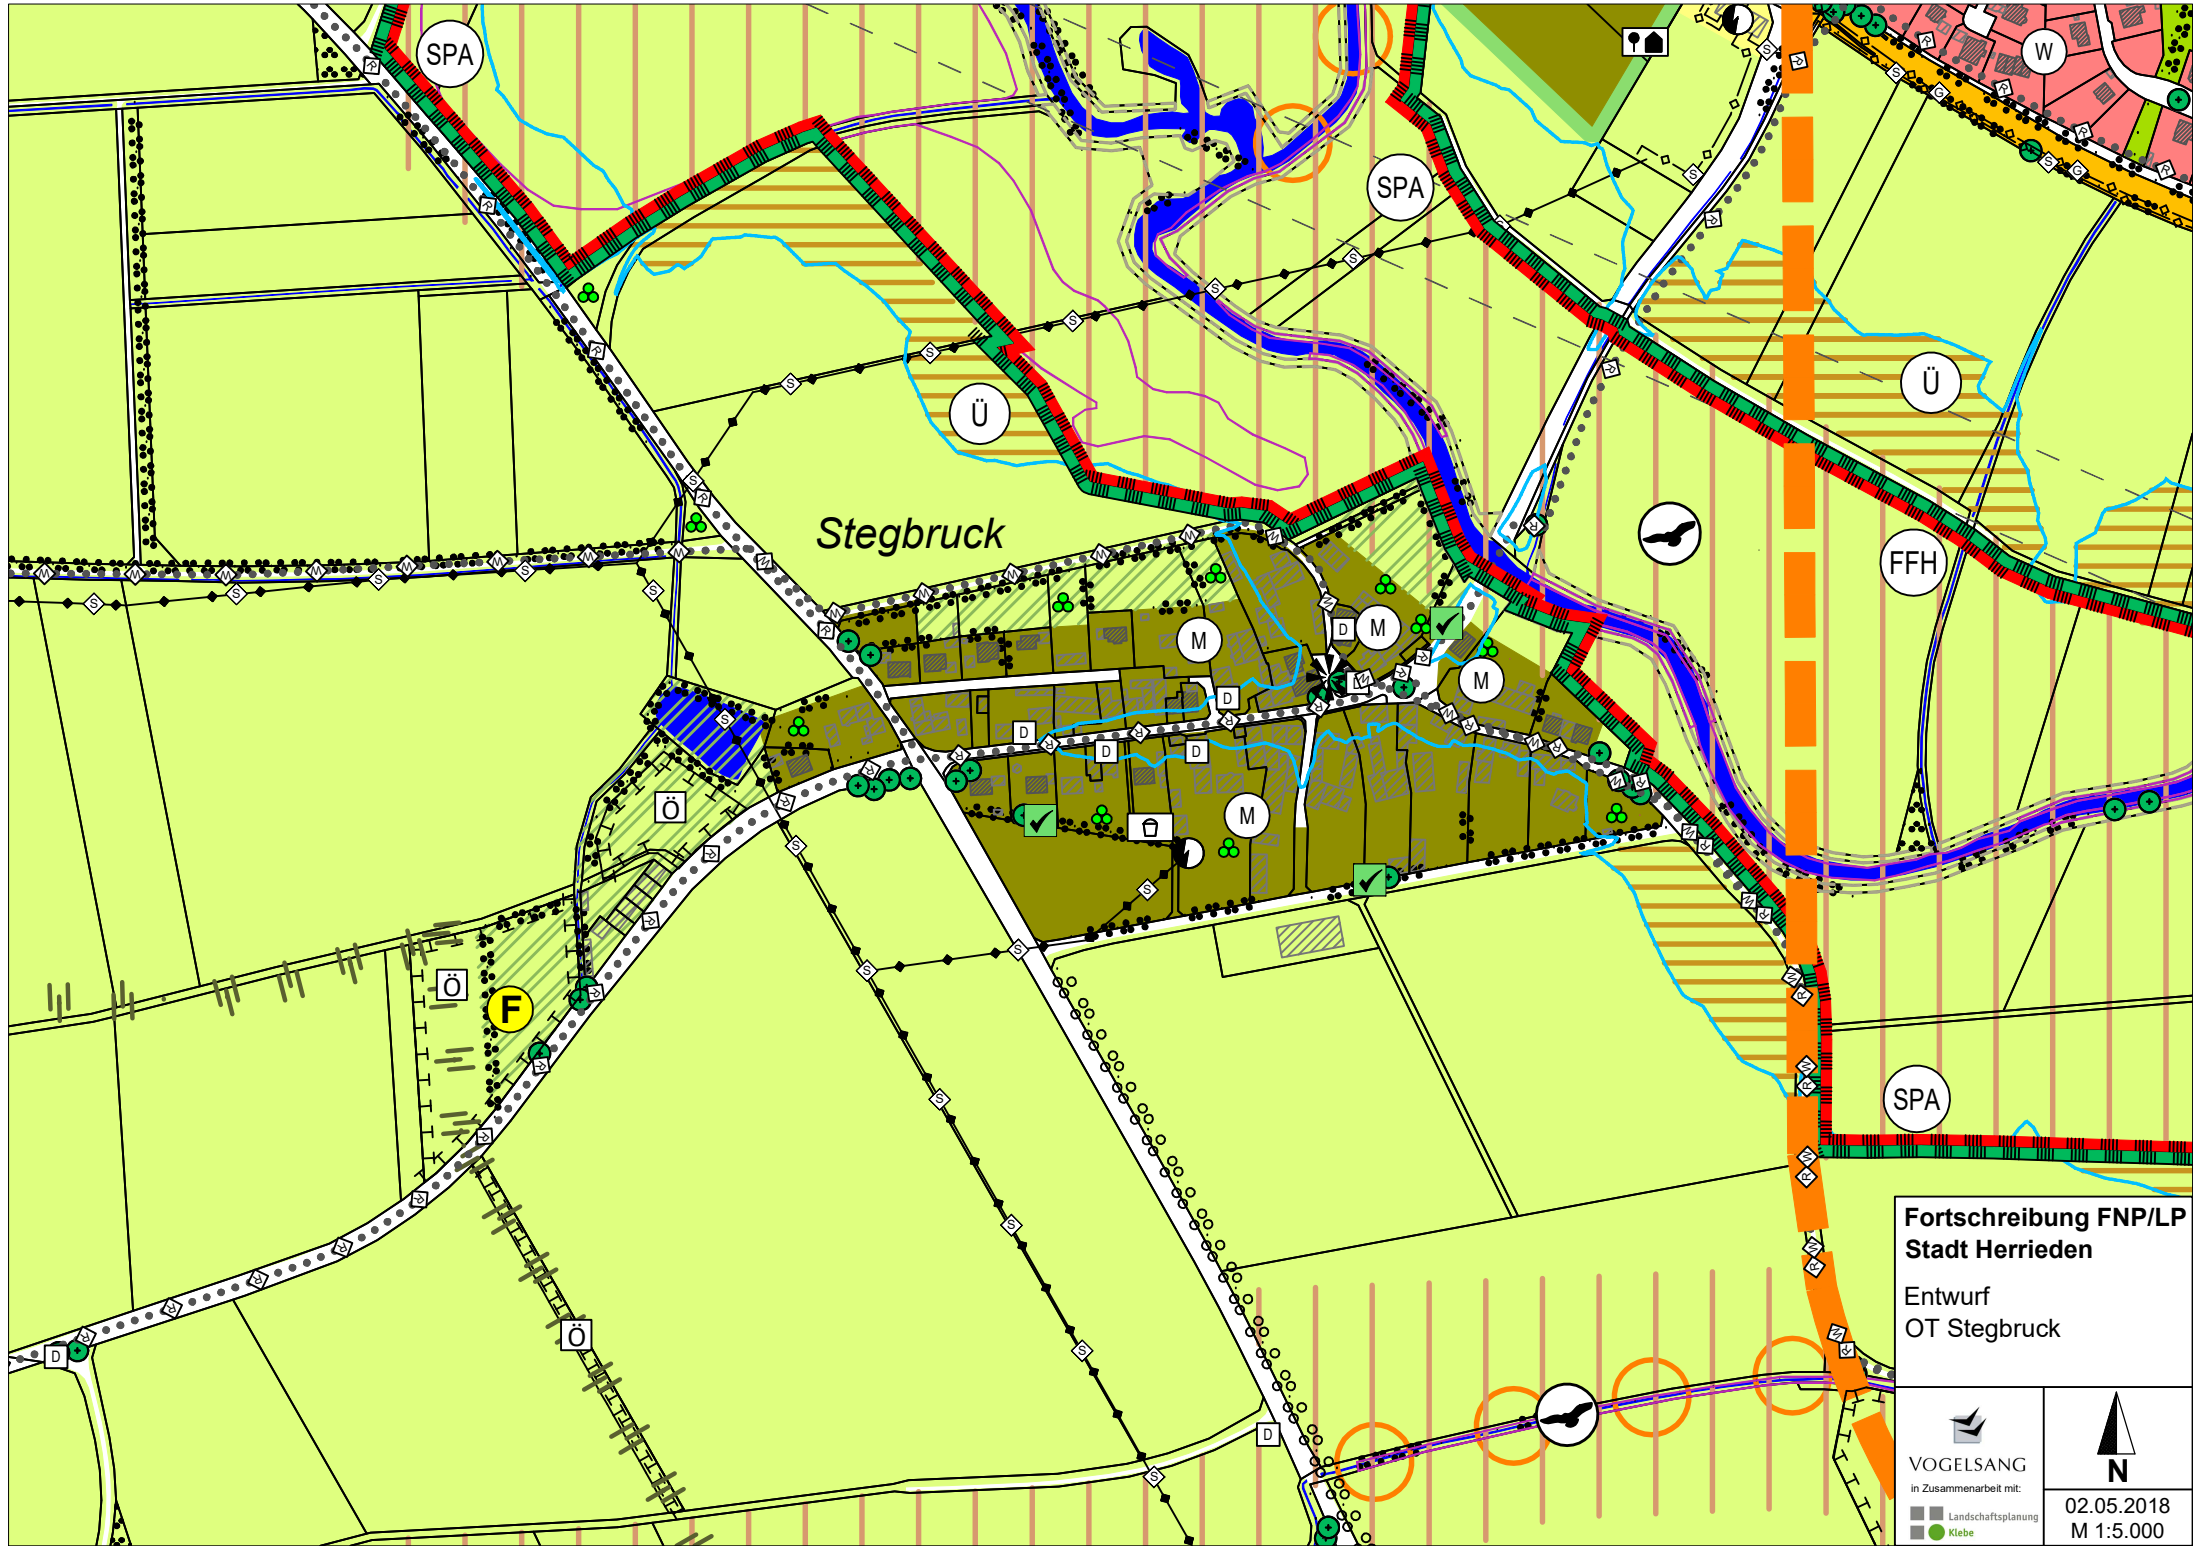 SPA
W
SPA
Ü
Ü
Stegbruck
FFH
D
M
M
M
D
D
D
D
M
Ö
Ö
F
SPA
Ö
D
D
Fortschreibung FNP/LP
Stadt Herrieden
Entwurf
OT Stegbruck
VOGELSANG
in Zusammenarbeit mit:
Landschaftsplanung
Klebe
N
02.05.2018
M 1:5.000